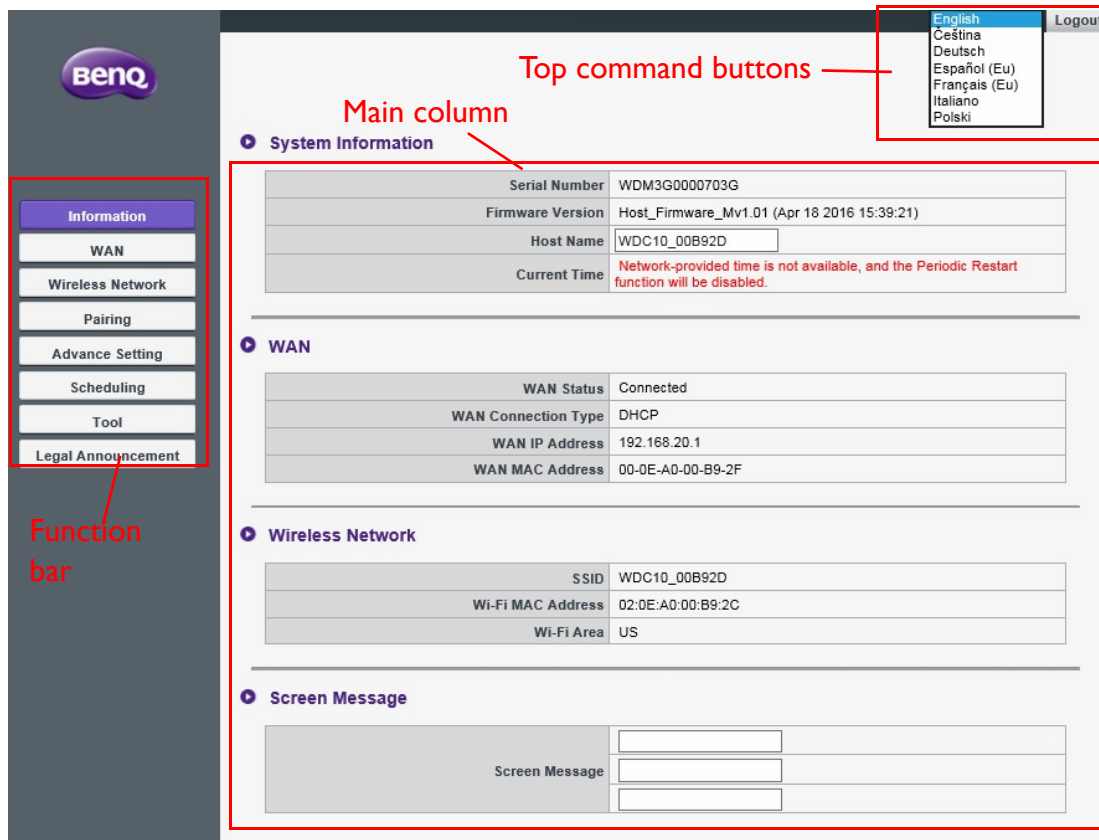 English
Čeština
Deutsch
Español (Eu)
Français (Eu)
Italiano
Polski
Logout
BenQ
Top command buttons
Main column
System Information
Serial Number WDM3G0000703G
Firmware Version Host_Firmware_Mv1.01 (Apr 18 2016 15:39:21)
Host Name WDC10_00B92D
Current Time Network-provided time is not available, and the Periodic Restart
function will be disabled.
Information
WAN
Wireless Network
Pairing
Advance Setting
Scheduling
Tool
Legal Announcement
Function
bar
WAN
WAN Status Connected
WAN Connection Type DHCP
WAN IP Address 192.168.20.1
WAN MAC Address 00-0E-A0-00-B9-2F
Wireless Network
SSID WDC10_00B92D
Wi-Fi MAC Address 02:0E:A0:00:B9:2C
Wi-Fi Area US
Screen Message
Screen Message